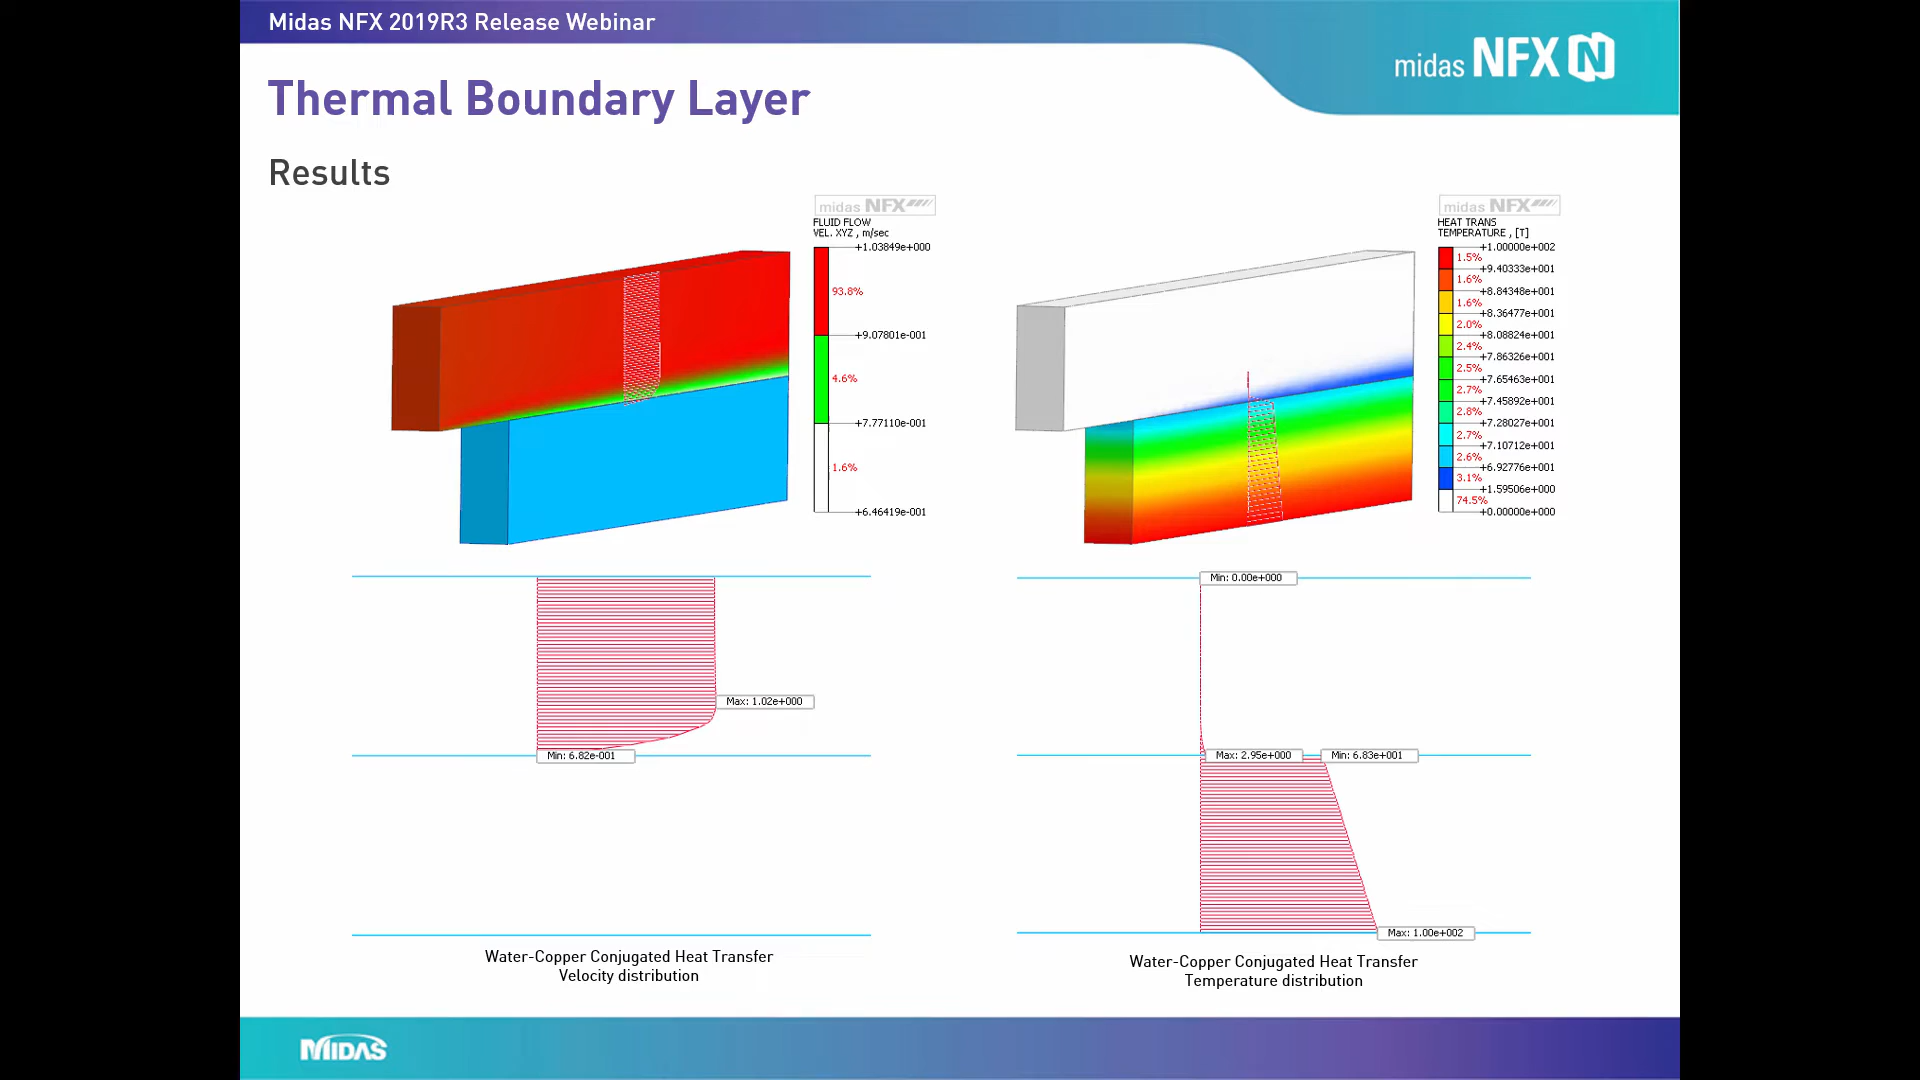 Midas NFX 2019R3 Release Webinar
midas NFX
Thermal Boundary Layer
Results
midas NFX
FLUID FLOW
VEL. XYZ , m/sec
+1.03849e+000
93.8%
+9.07801e-001
4.6%
+7.77110e-001
1.6%
+6.46419e-001
midas NFX
HEAT TRANS
TEMPERATURE , [T]
+1.00000e+002
1.5%
+9.40333e+001
1.6%
+8.84348e+001
1.6%
+8.36477e+001
2.0%
+8.08824e+001
2.4%
+7.86326e+001
2.5%
+7.65463e+001
2.7%
+7.45892e+001
2.8%
+7.28027e+001
2.7%
+7.10712e+001
2.6%
+6.92776e+001
3.1%
+1.59506e+000
74.5%
+0.00000e+000
Max: 1.02e+000
Min: 6.82e-001
Water-Copper Conjugated Heat Transfer
Velocity distribution
Min: 0.00e+000
Max: 2.95e+000
Min: 6.83e+001
Max: 1.00e+002
Water-Copper Conjugated Heat Transfer
Temperature distribution
MIDAS